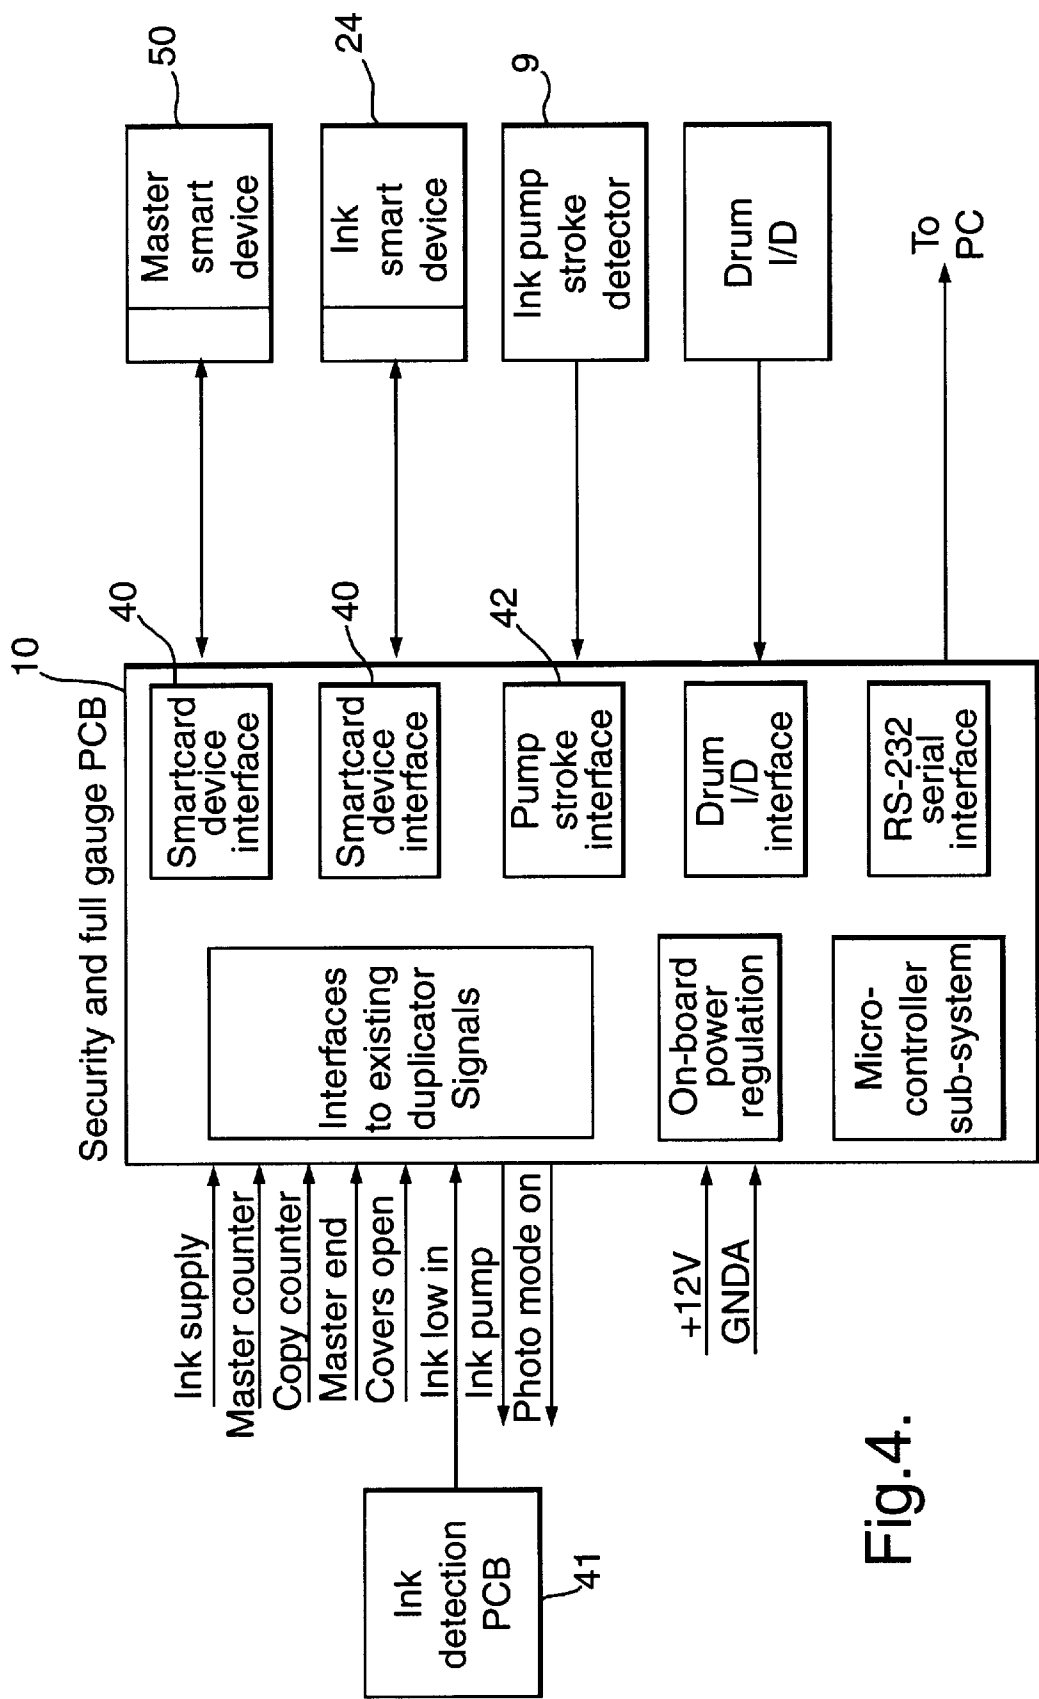 Security and full gauge PCB
10
Ink supply
Master counter
Copy counter
Master end
Covers open
Ink low in
Ink pump
Photo mode on
+12V
GNDA
Ink
detection
PCB
41
Interfaces
to existing
duplicator
Signals
On-board
power
regulation
Micro-
controller
sub-system
40
Smartcard
device
interface
40
Smartcard
device
interface
42
Pump
stroke
interface
Drum
I/D
interface
RS-232
serial
interface
50
Master
smart
device
24
Ink
smart
device
9
Ink pump
stroke
detector
Drum
I/D
To
PC
Fig.4.